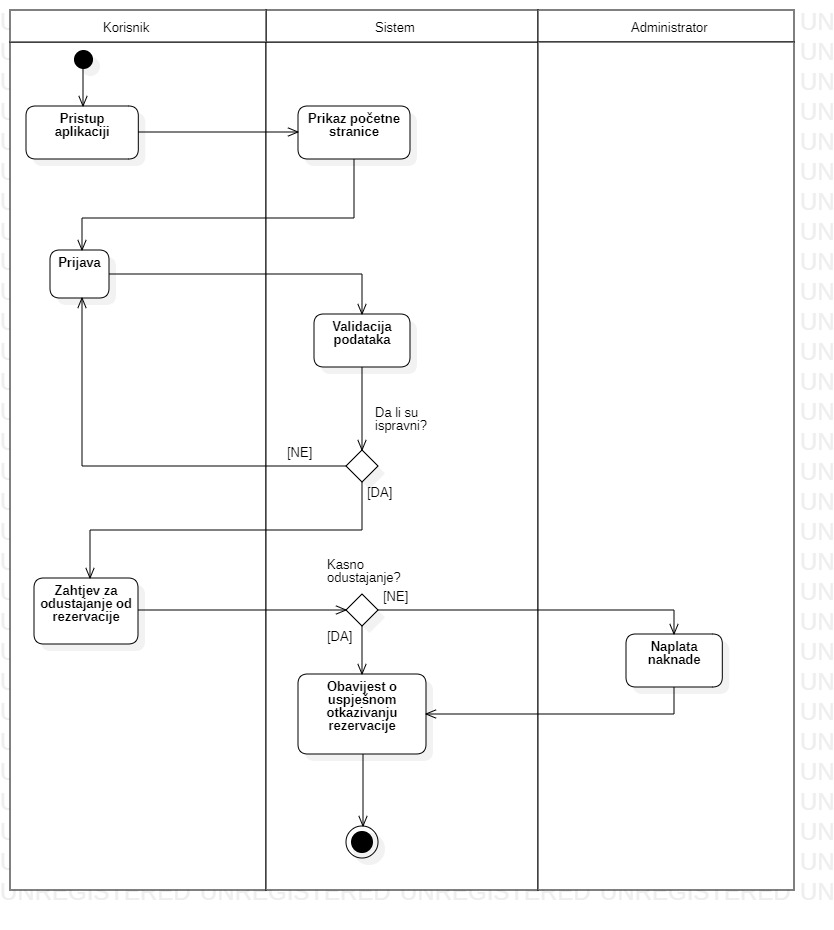 Korisnik
Sistem
Administrator
Pristup
aplikaciji
Prikaz početne
stranice
Prijava
Validacija
podataka
Da li su
ispravni?
[NE]
[DA]
Zahtjev za
odustajanje od
rezervacije
Kasno
odustajanje?
[NE]
[DA]
Naplata
naknade
Obavijest o
uspješnom
otkazivanju
rezervacije
UNREGISTERED UNREGISTERED UNREGISTERED UNREGISTERED UN